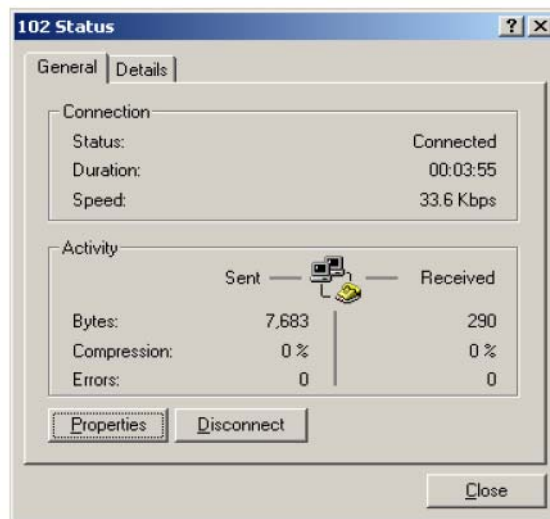 102 Status
General Details
Connection
Status: Connected
Duration: 00:03:55
Speed: 33.6 Kbps
Activity
Sent Received
Bytes: 7,683 290
Compression: 0 % 0 %
Errors: 0 0
Properties Disconnect
Close